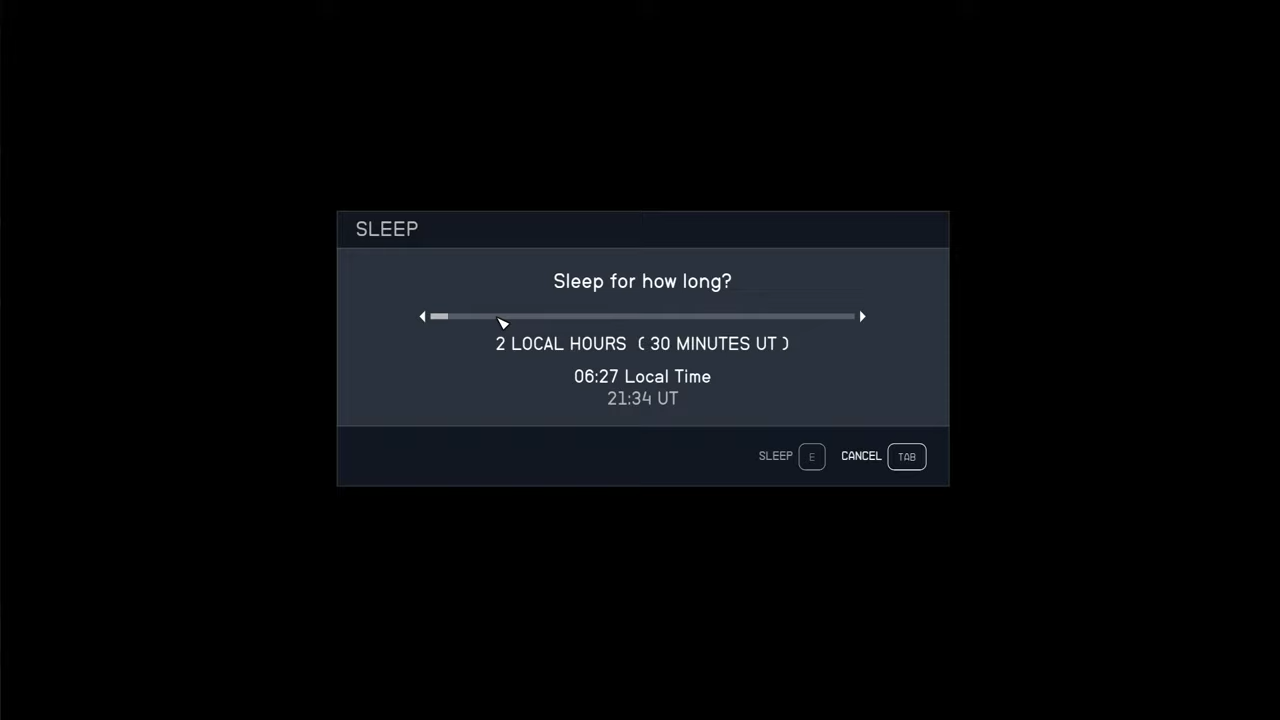 SLEEP
Sleep for how long?
2 LOCAL HOURS ( 30 MINUTES UT )
06:27 Local Time
21:34 UT
SLEEP E CANCEL TAB